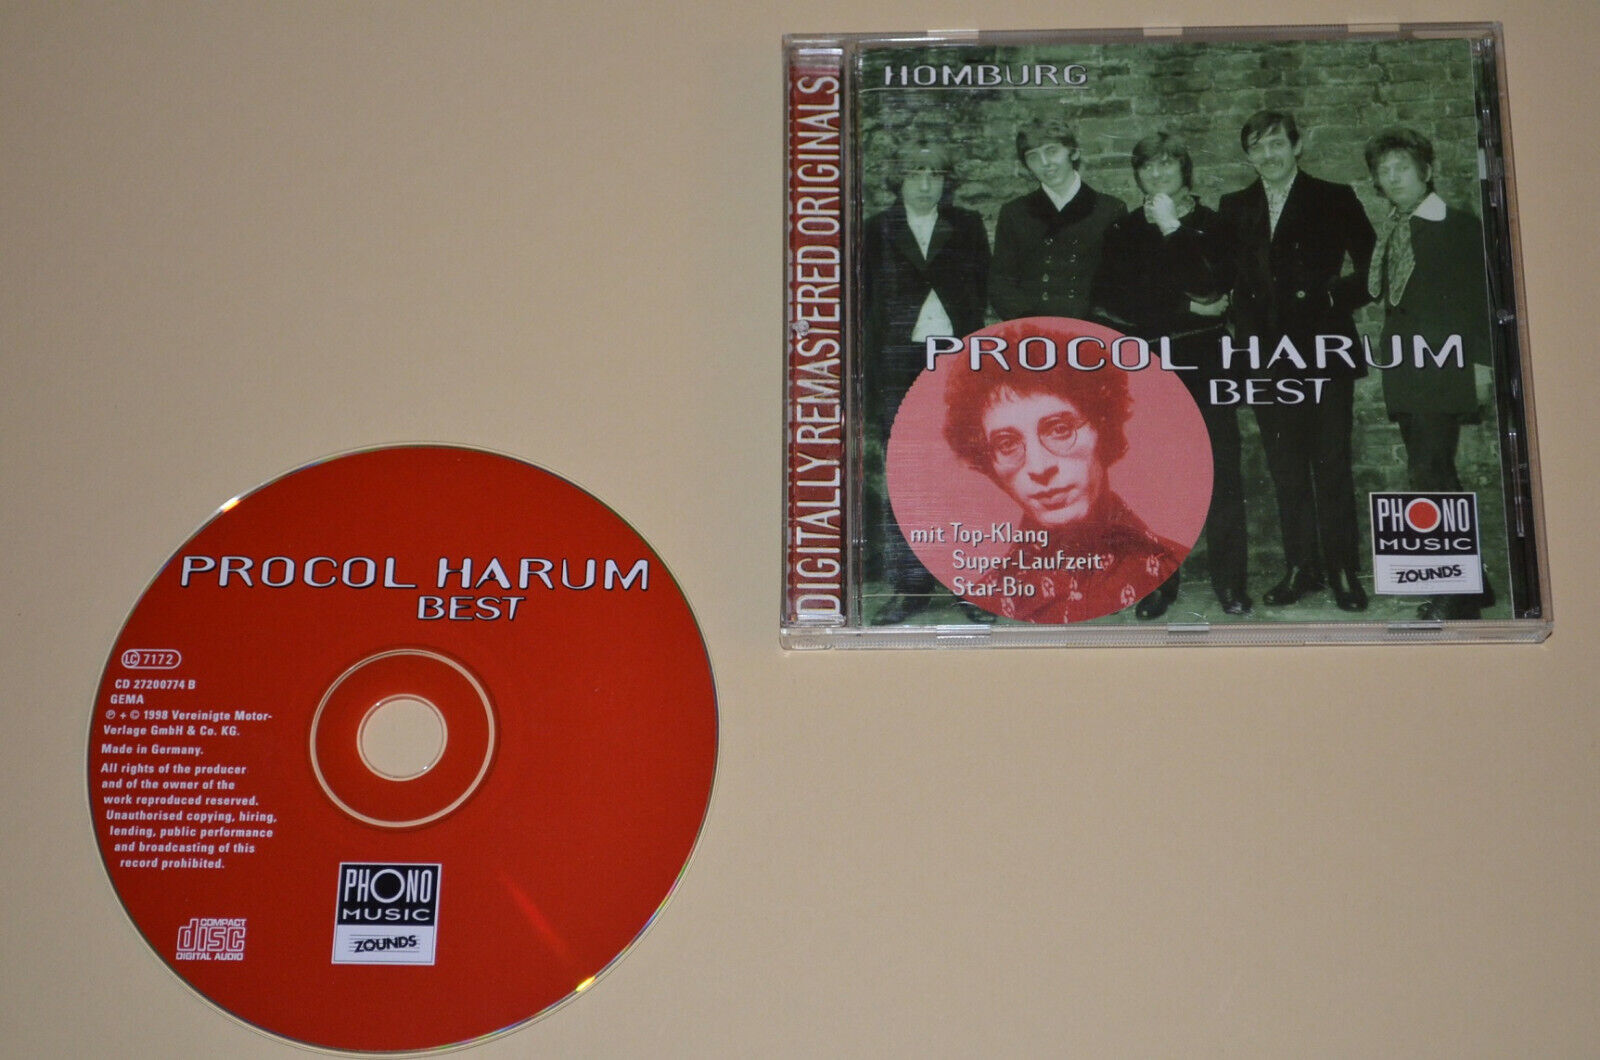 DIGITALLY REMASTERED ORIGINALS
HOMBURG
PROCOL HARUM
BEST
mit Top-Klang
Super-Laufzeit
Star-Bio
PHONO
MUSIC
ZOUNDS
PROCOL HARUM
BEST
LC 7172
CD 27200774 B
GEMA
℗ + © 1998 Vereinigte Motor-
Verlage GmbH & Co. KG.
Made in Germany.
All rights of the producer
and of the owner of the
work reproduced reserved.
Unauthorised copying, hiring,
lending, public performance
and broadcasting of this
record prohibited.
COMPACT
disc
DIGITAL AUDIO
PHONO
MUSIC
ZOUNDS